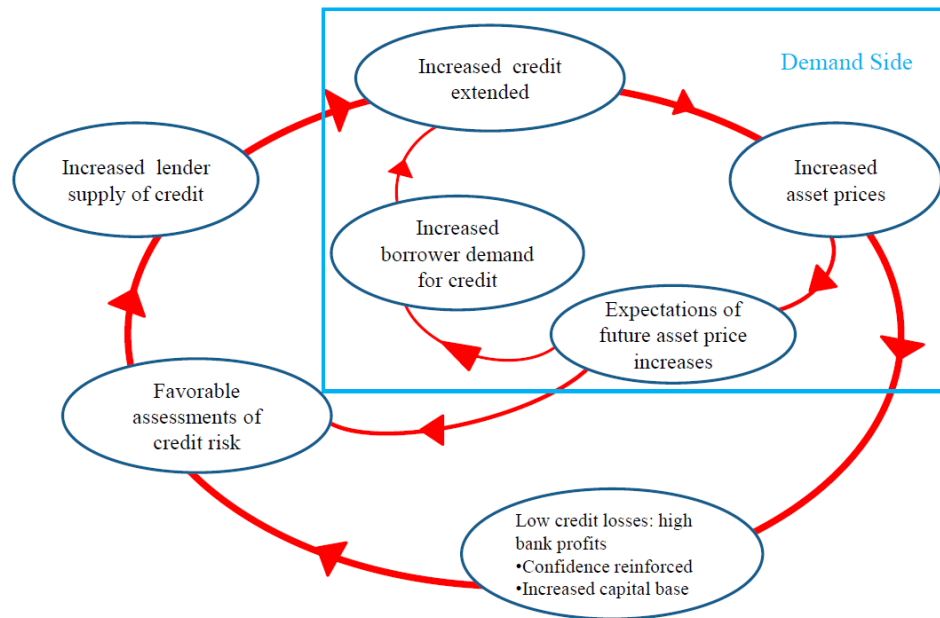 Demand Side
Increased credit
extended
Increased lender
supply of credit
Increased
asset prices
Increased
borrower demand
for credit
Expectations of
future asset price
increases
Favorable
assessments of
credit risk
Low credit losses: high
bank profits
•Confidence reinforced
•Increased capital base